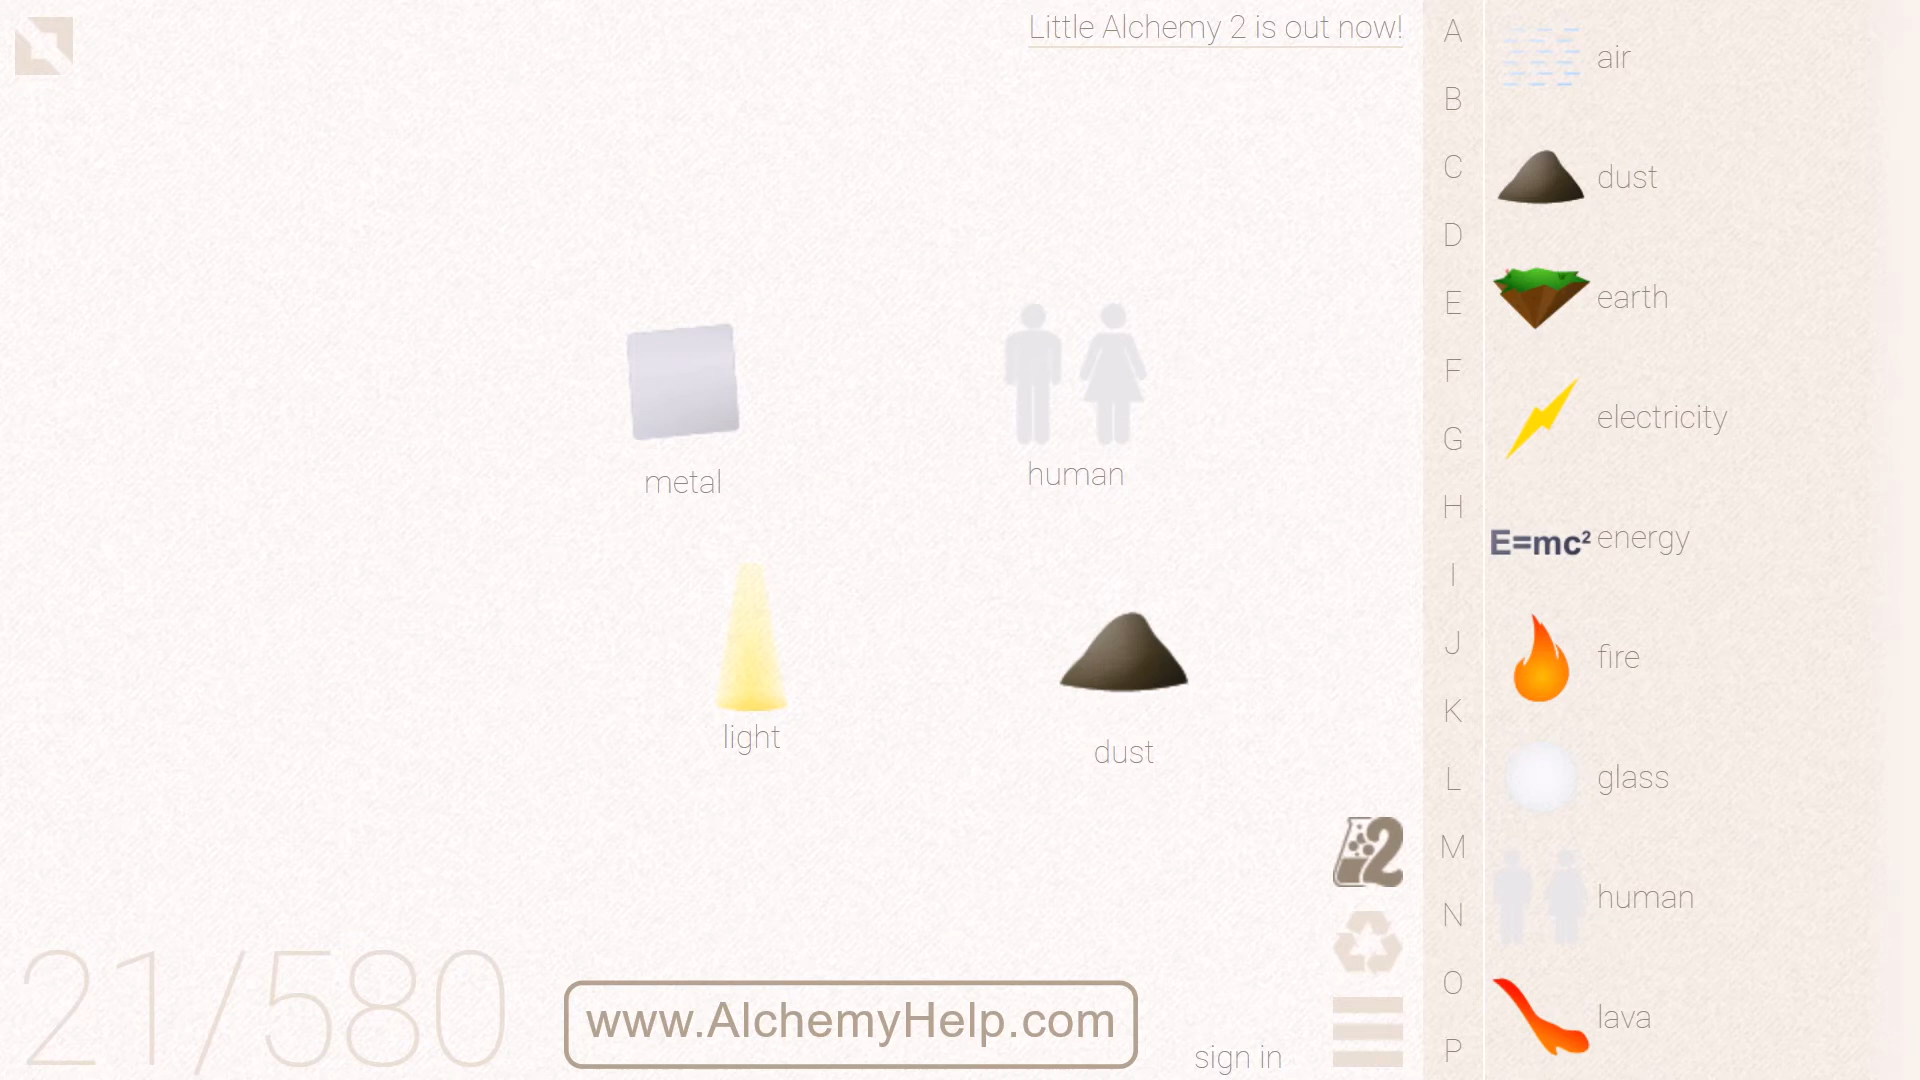 Little Alchemy 2 is out now!
A
B
C
D
E
F
G
H
I
J
K
L
M
N
O
P
air
dust
earth
electricity
E=mc² energy
fire
glass
human
lava
metal
human
light
dust
2
21/580
www.AlchemyHelp.com
sign in